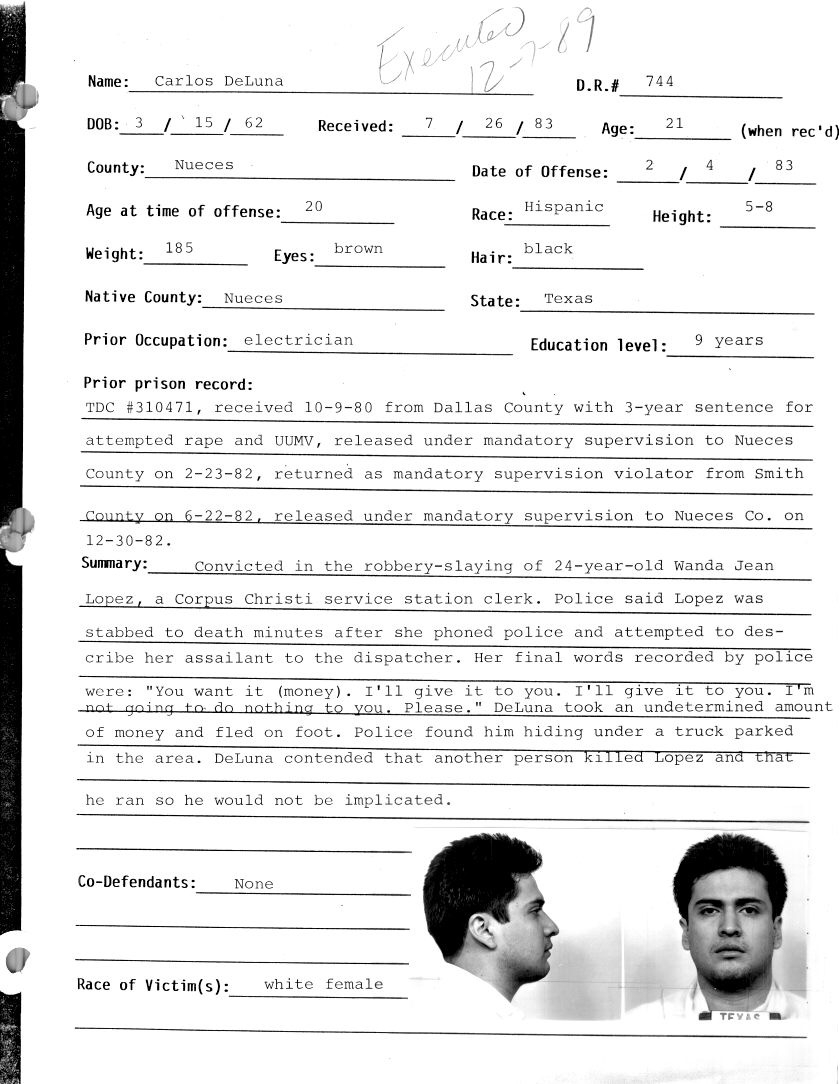 Executed
12-7-89
Name: Carlos DeLuna D.R.# 744
DOB: 3 / 15 / 62 Received: 7 / 26 / 83 Age: 21 (when rec'd)
County: Nueces Date of Offense: 2 / 4 / 83
Age at time of offense: 20 Race: Hispanic Height: 5-8
Weight: 185 Eyes: brown Hair: black
Native County: Nueces State: Texas
Prior Occupation: electrician Education level: 9 years
Prior prison record:
TDC #310471, received 10-9-80 from Dallas County with 3-year sentence for
attempted rape and UUMV, released under mandatory supervision to Nueces
County on 2-23-82, returned as mandatory supervision violator from Smith
County on 6-22-82, released under mandatory supervision to Nueces Co. on
12-30-82.
Summary: Convicted in the robbery-slaying of 24-year-old Wanda Jean
Lopez, a Corpus Christi service station clerk. Police said Lopez was
stabbed to death minutes after she phoned police and attempted to des-
cribe her assailant to the dispatcher. Her final words recorded by police
were: "You want it (money). I'll give it to you. I'll give it to you. I'm
not going to do nothing to you. Please." DeLuna took an undetermined amount
of money and fled on foot. Police found him hiding under a truck parked
in the area. DeLuna contended that another person killed Lopez and that
he ran so he would not be implicated.
Co-Defendants: None
Race of Victim(s): white female
TEXAS